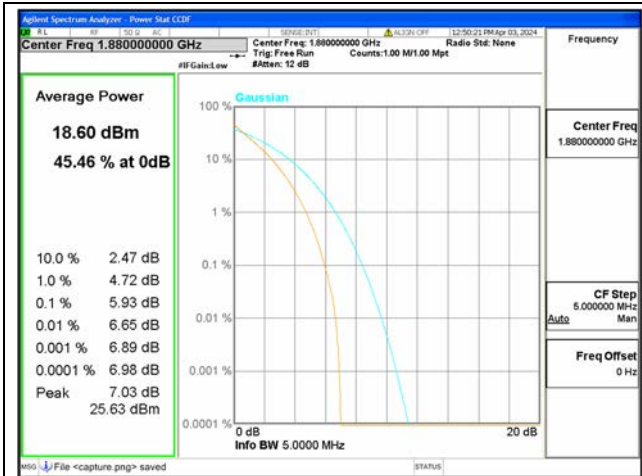 Agilent Spectrum Analyzer - Power Stat CCDF
RL RF 50 Ω AC SENSE:INT ALIGN OFF 12:50:21 PM Apr 03, 2024
Center Freq 1.880000000 GHz
Center Freq: 1.880000000 GHz Radio Std: None
Trig: Free Run Counts:1.00 M/1.00 Mpt
#IFGain:Low #Atten: 12 dB
Frequency
Average Power
18.60 dBm
45.46 % at 0dB
10.0 % 2.47 dB
1.0 % 4.72 dB
0.1 % 5.93 dB
0.01 % 6.65 dB
0.001 % 6.89 dB
0.0001 % 6.98 dB
Peak 7.03 dB
25.63 dBm
Gaussian
100 %
10 %
1 %
0.1 %
0.01 %
0.001 %
0.0001 %
0 dB 20 dB
Info BW 5.0000 MHz
Center Freq
1.880000000 GHz
CF Step
5.000000 MHz
Auto Man
Freq Offset
0 Hz
MSG File <capture.png> saved STATUS